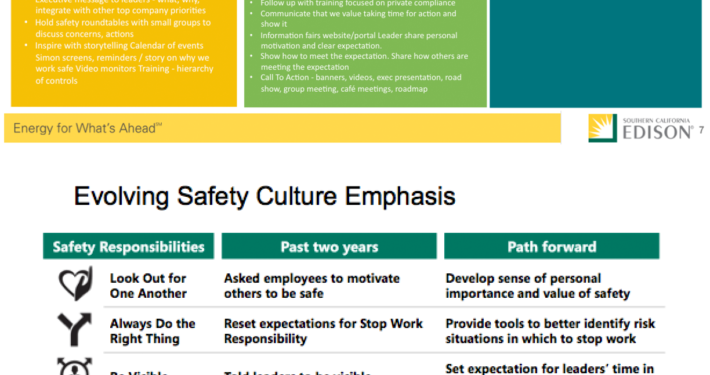 Executive message to leaders - what, why,
integrate with other top company priorities
• Hold safety roundtables with small groups to
discuss concerns, actions
• Inspire with storytelling Calendar of events
Simon screens, reminders / story on why we
work safe Video monitors Training - hierarchy
of controls
• Follow up with training focused on private compliance
• Communicate that we value taking time for action and
show it
• Information fairs website/portal Leader share personal
motivation and clear expectation.
• Show how to meet the expectation. Share how others are
meeting the expectation
• Call To Action - banners, videos, exec presentation, road
show, group meeting, café meetings, roadmap
Energy for What's Ahead℠
SOUTHERN CALIFORNIA
EDISON® 7
Evolving Safety Culture Emphasis
Safety Responsibilities Past two years Path forward
Look Out for
One Another
Asked employees to motivate
others to be safe
Develop sense of personal
importance and value of safety
Always Do the
Right Thing
Reset expectations for Stop Work
Responsibility
Provide tools to better identify risk
situations in which to stop work
Be Visible
Told leaders to be visible
Set expectation for leaders' time in